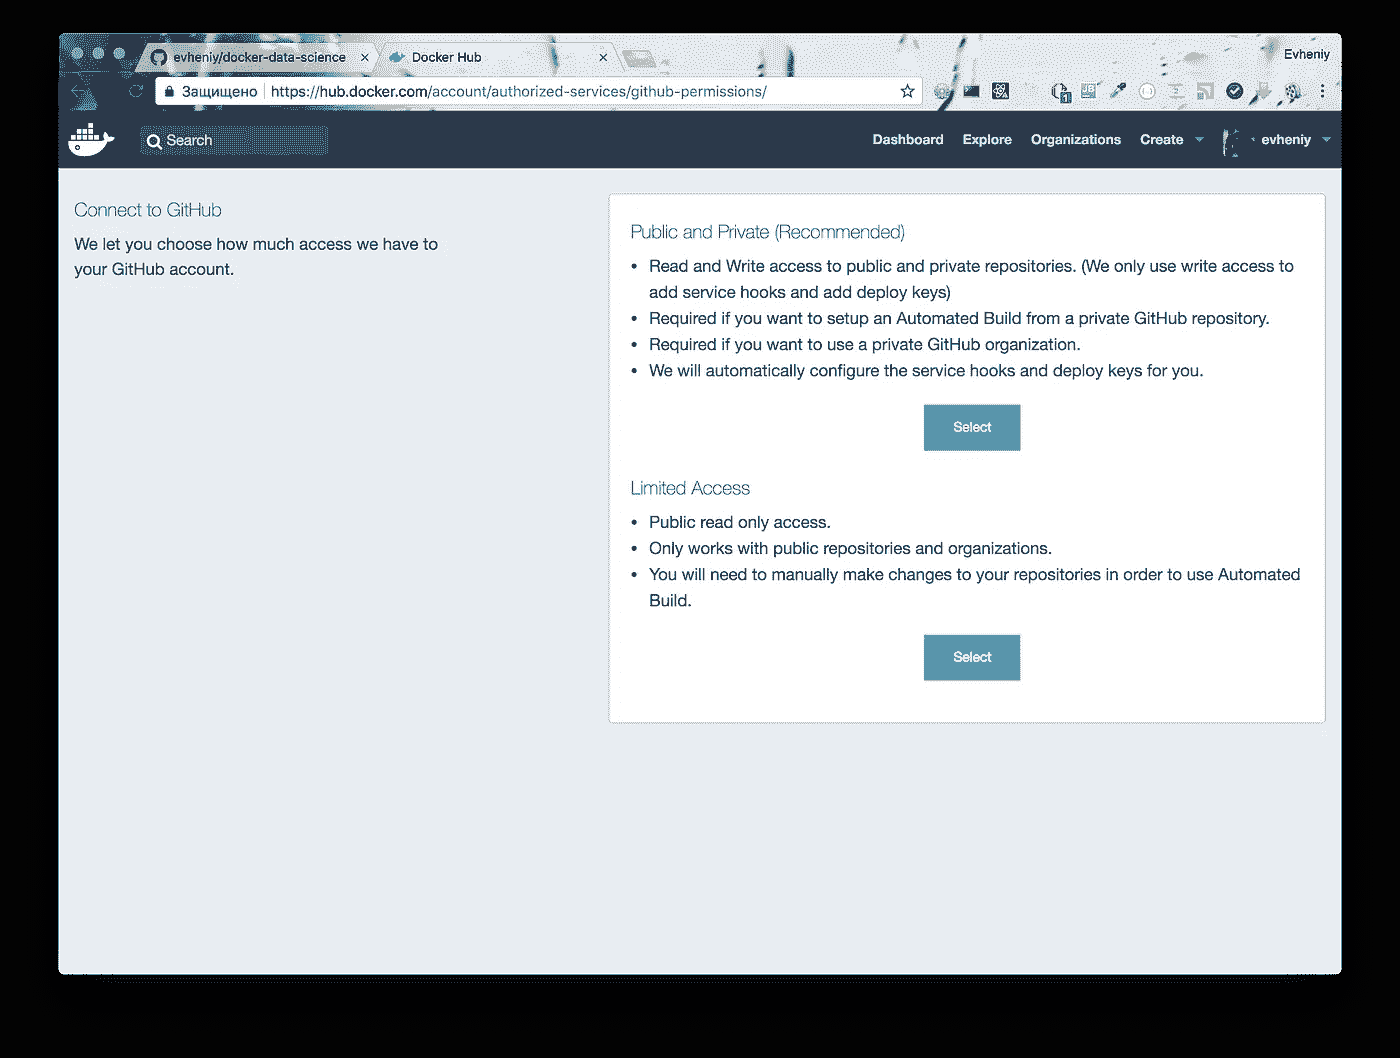 evheniy/docker-data-science
Docker Hub
Evheniy
Защищено https://hub.docker.com/account/authorized-services/github-permissions/
Search
Dashboard Explore Organizations Create evheniy
Connect to GitHub
We let you choose how much access we have to
your GitHub account.
Public and Private (Recommended)
• Read and Write access to public and private repositories. (We only use write access to
add service hooks and add deploy keys)
• Required if you want to setup an Automated Build from a private GitHub repository.
• Required if you want to use a private GitHub organization.
• We will automatically configure the service hooks and deploy keys for you.
Select
Limited Access
• Public read only access.
• Only works with public repositories and organizations.
• You will need to manually make changes to your repositories in order to use Automated
Build.
Select